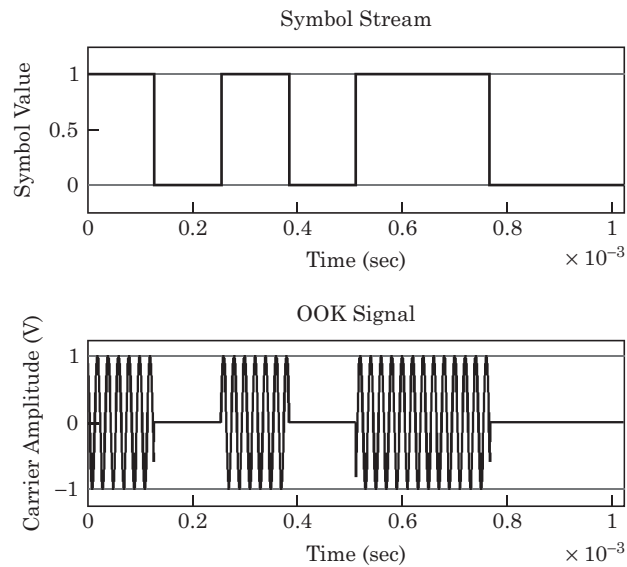 Symbol Stream
Symbol Value
1
0.5
0
0 0.2 0.4 0.6 0.8 1
Time (sec)
× 10⁻³
OOK Signal
Carrier Amplitude (V)
1
0
−1
0 0.2 0.4 0.6 0.8 1
Time (sec)
× 10⁻³